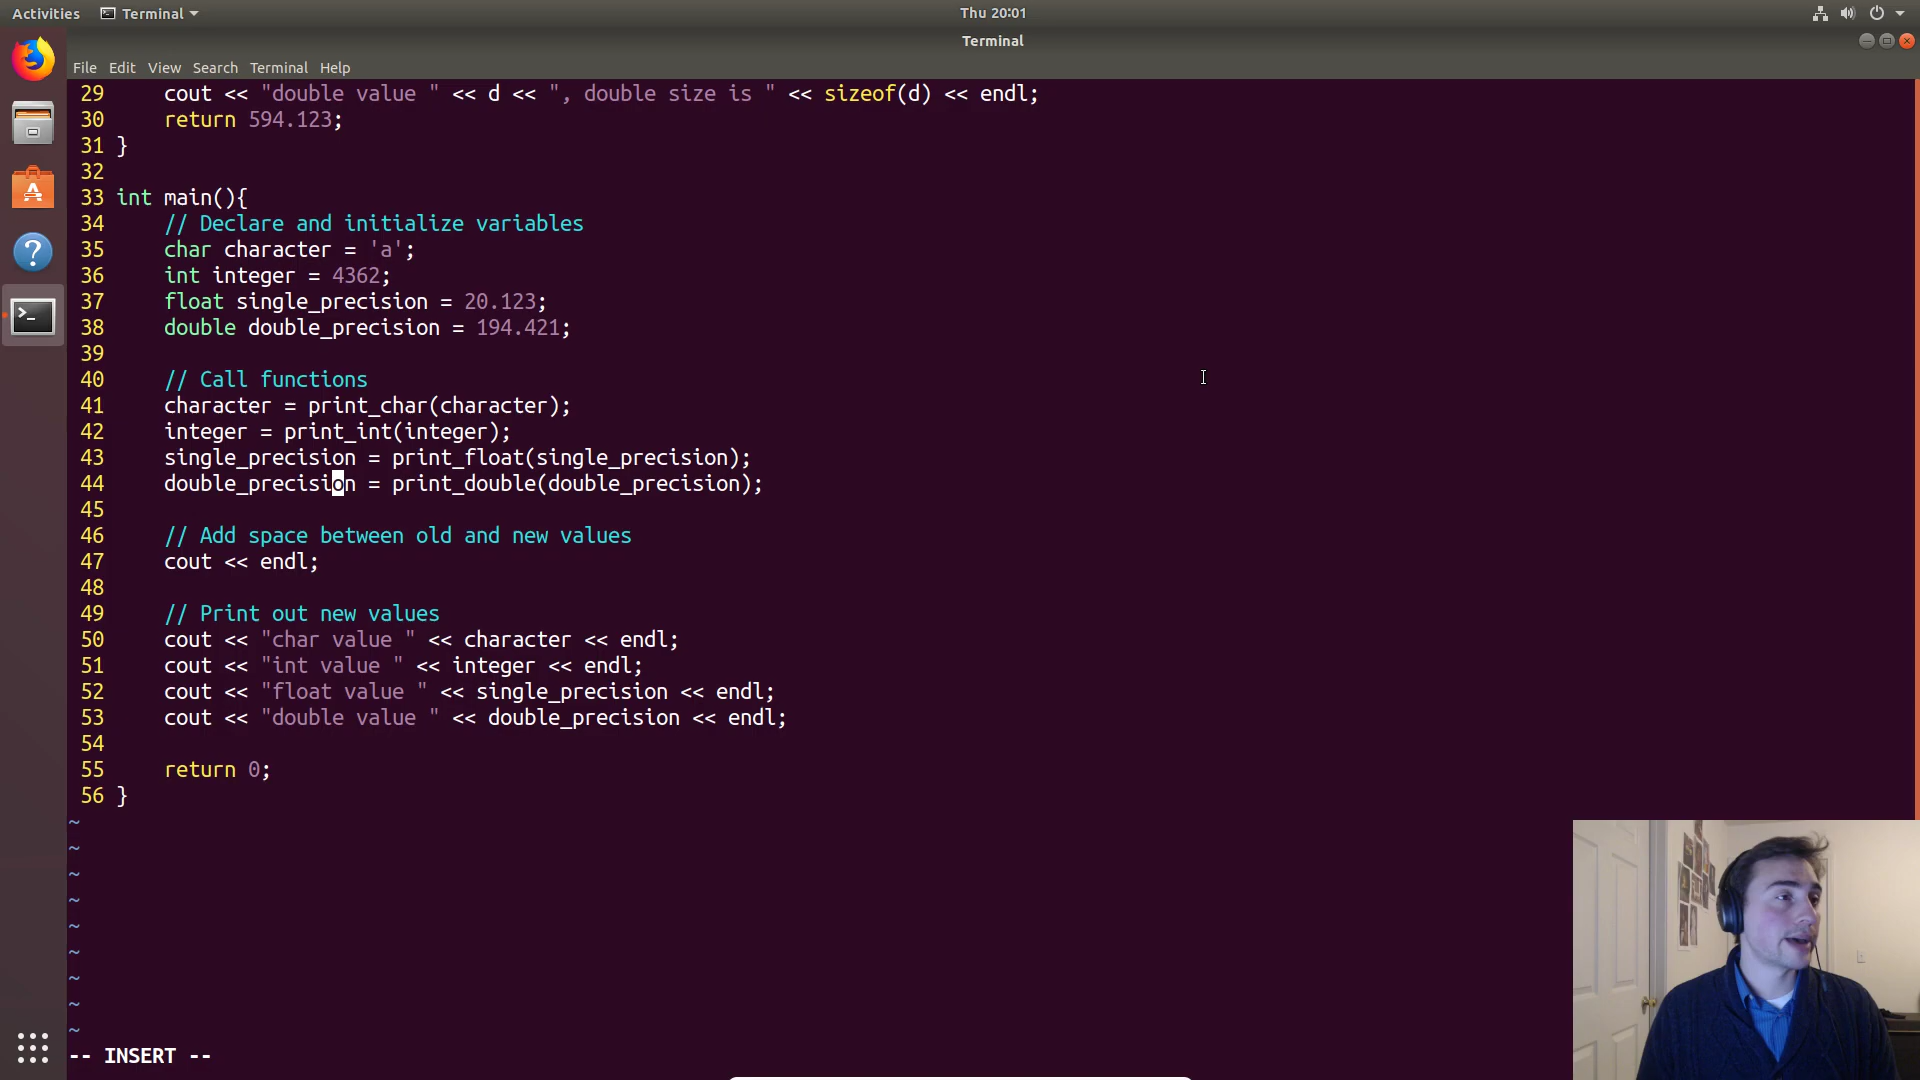 Activities Terminal Thu 20:01
Terminal
File Edit View Search Terminal Help
29     cout << "double value " << d << ", double size is " << sizeof(d) << endl;
30     return 594.123;
31 }
32
33 int main(){
34     // Declare and initialize variables
35     char character = 'a';
36     int integer = 4362;
37     float single_precision = 20.123;
38     double double_precision = 194.421;
39
40     // Call functions
41     character = print_char(character);
42     integer = print_int(integer);
43     single_precision = print_float(single_precision);
44     double_precision = print_double(double_precision);
45
46     // Add space between old and new values
47     cout << endl;
48
49     // Print out new values
50     cout << "char value " << character << endl;
51     cout << "int value " << integer << endl;
52     cout << "float value " << single_precision << endl;
53     cout << "double value " << double_precision << endl;
54
55     return 0;
56 }
~
~
~
~
~
~
~
~
~
-- INSERT --